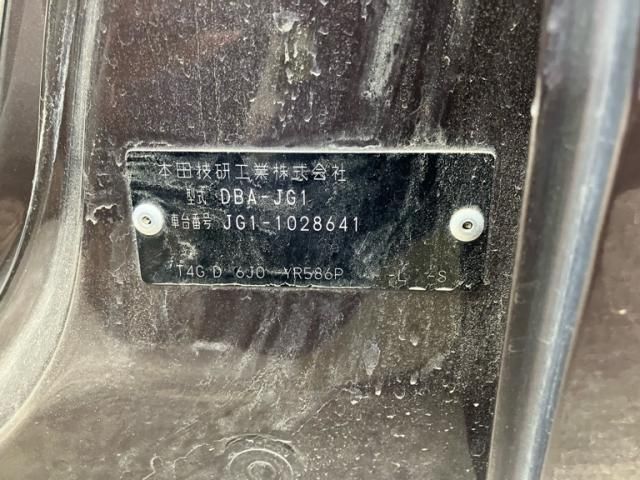 本田技研工業株式会社
型式 DBA-JG1
車台番号 JG1-1028641
T4G D 6J0 YR586P -L -S